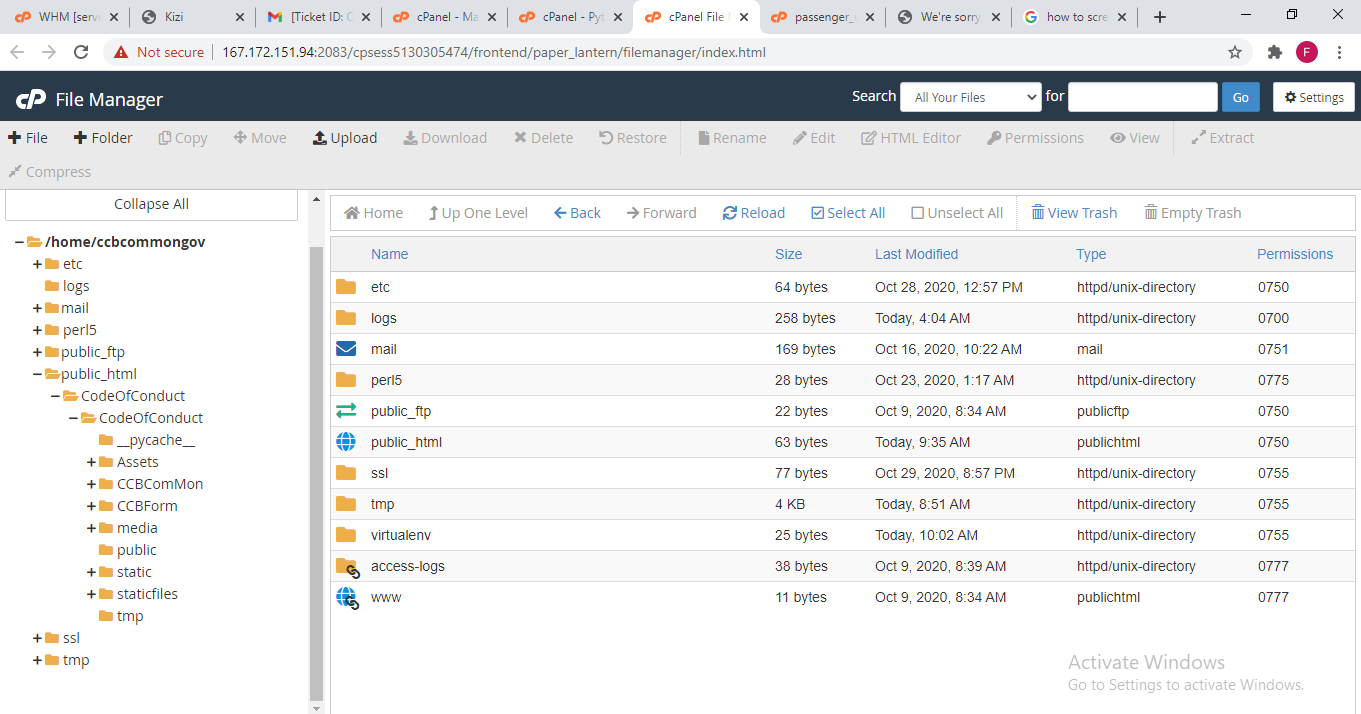 WHM [serv
Kizi
[Ticket ID: C
cPanel - Ma
cPanel - Pyt
cPanel File M
passenger_w
We're sorry
how to scre
Not secure
167.172.151.94:2083/cpsess5130305474/frontend/paper_lantern/filemanager/index.html
F
cP File Manager
Search All Your Files for Go Settings
File Folder Copy Move Upload Download Delete Restore Rename Edit HTML Editor Permissions View Extract
Compress
Collapse All
/home/ccbcommongov
etc
logs
mail
perl5
public_ftp
public_html
CodeOfConduct
CodeOfConduct
__pycache__
Assets
CCBComMon
CCBForm
media
public
static
staticfiles
tmp
ssl
tmp
Home Up One Level Back Forward Reload Select All Unselect All View Trash Empty Trash
Name Size Last Modified Type Permissions
etc 64 bytes Oct 28, 2020, 12:57 PM httpd/unix-directory 0750
logs 258 bytes Today, 4:04 AM httpd/unix-directory 0700
mail 169 bytes Oct 16, 2020, 10:22 AM mail 0751
perl5 28 bytes Oct 23, 2020, 1:17 AM httpd/unix-directory 0775
public_ftp 22 bytes Oct 9, 2020, 8:34 AM publicftp 0750
public_html 63 bytes Today, 9:35 AM publichtml 0750
ssl 77 bytes Oct 29, 2020, 8:57 PM httpd/unix-directory 0755
tmp 4 KB Today, 8:51 AM httpd/unix-directory 0755
virtualenv 25 bytes Today, 10:02 AM httpd/unix-directory 0755
access-logs 38 bytes Oct 9, 2020, 8:39 AM httpd/unix-directory 0777
www 11 bytes Oct 9, 2020, 8:34 AM publichtml 0777
Activate Windows
Go to Settings to activate Windows.